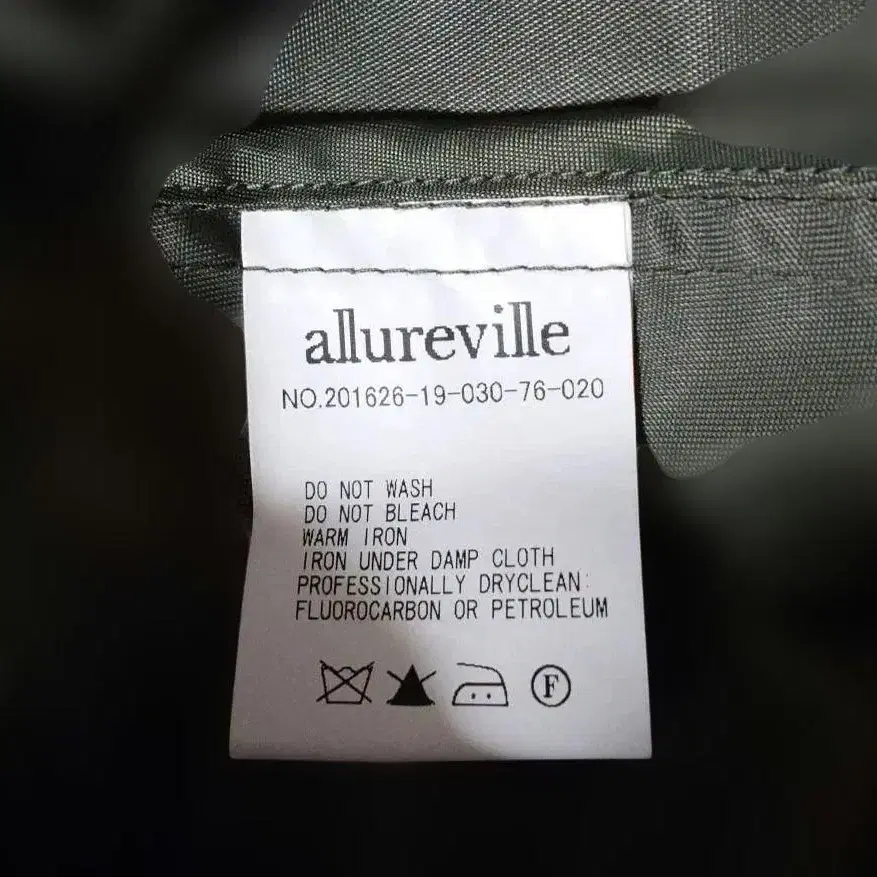 allureville
NO.201626-19-030-76-020
DO NOT WASH
DO NOT BLEACH
WARM IRON
IRON UNDER DAMP CLOTH
PROFESSIONALLY DRYCLEAN:
FLUOROCARBON OR PETROLEUM
F